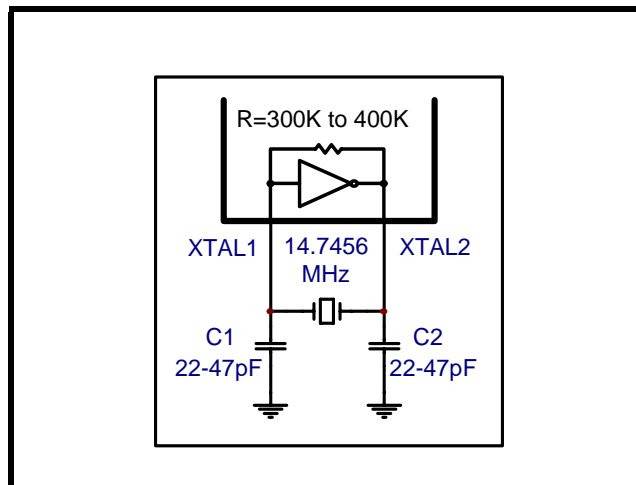 R=300K to 400K
XTAL1
14.7456
MHz
XTAL2
C1
22-47pF
C2
22-47pF